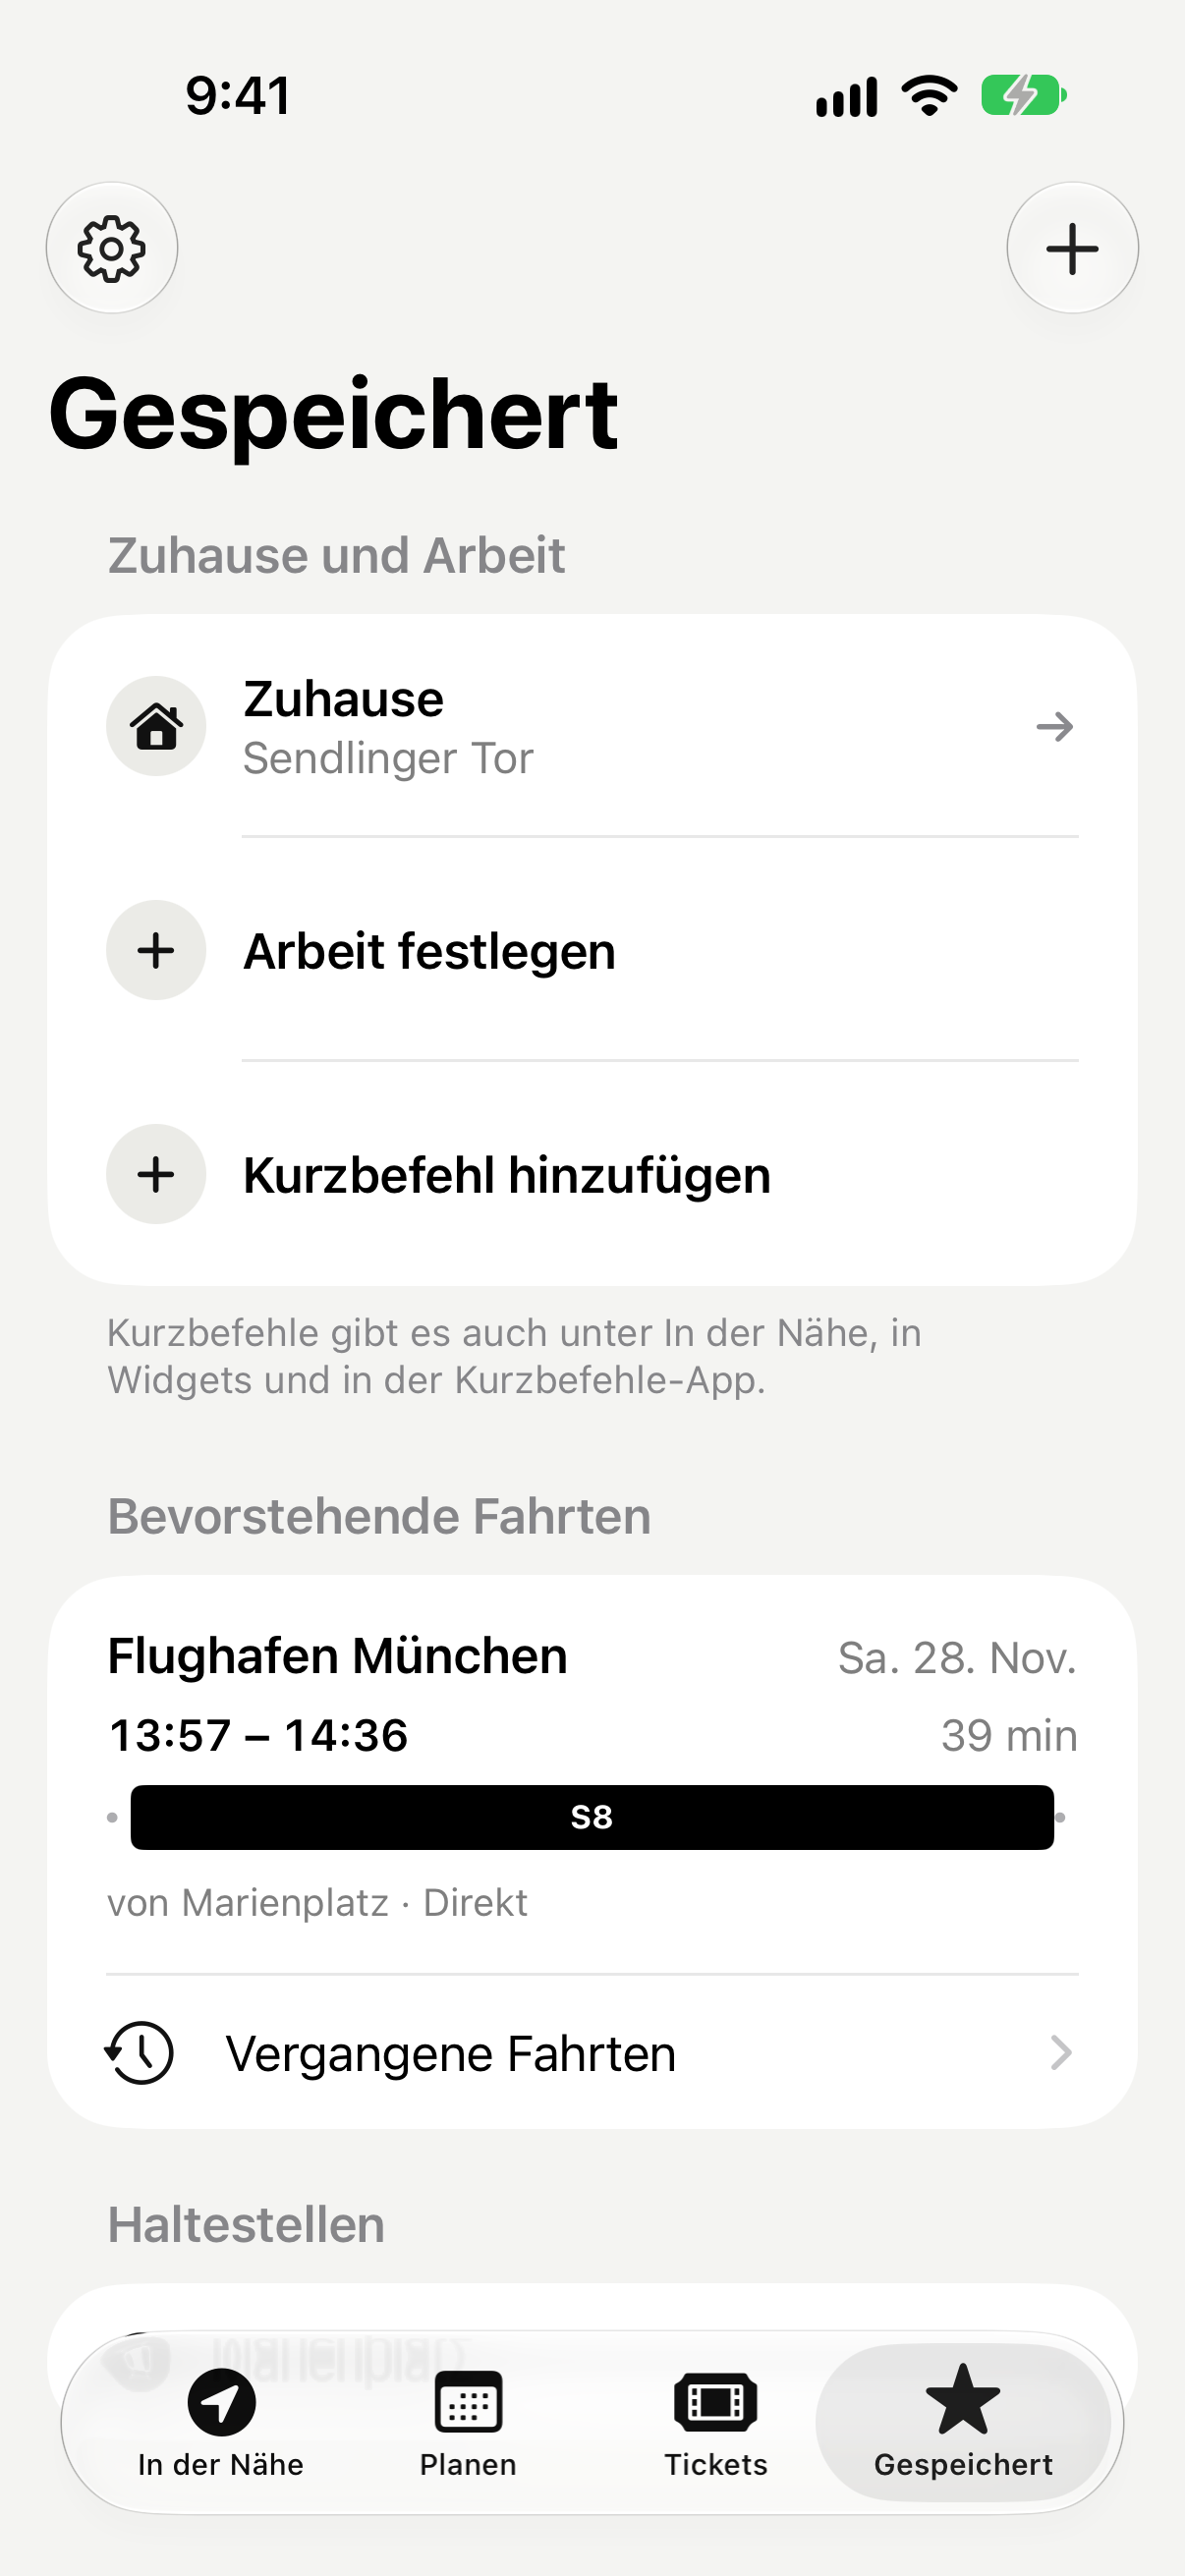 9:41
Gespeichert
Zuhause und Arbeit
Zuhause
Sendlinger Tor
Arbeit festlegen
Kurzbefehl hinzufügen
Kurzbefehle gibt es auch unter In der Nähe, in
Widgets und in der Kurzbefehle-App.
Bevorstehende Fahrten
Flughafen München
Sa. 28. Nov.
13:57 – 14:36
39 min
S8
von Marienplatz · Direkt
Vergangene Fahrten
Haltestellen
In der Nähe
Planen
Tickets
Gespeichert